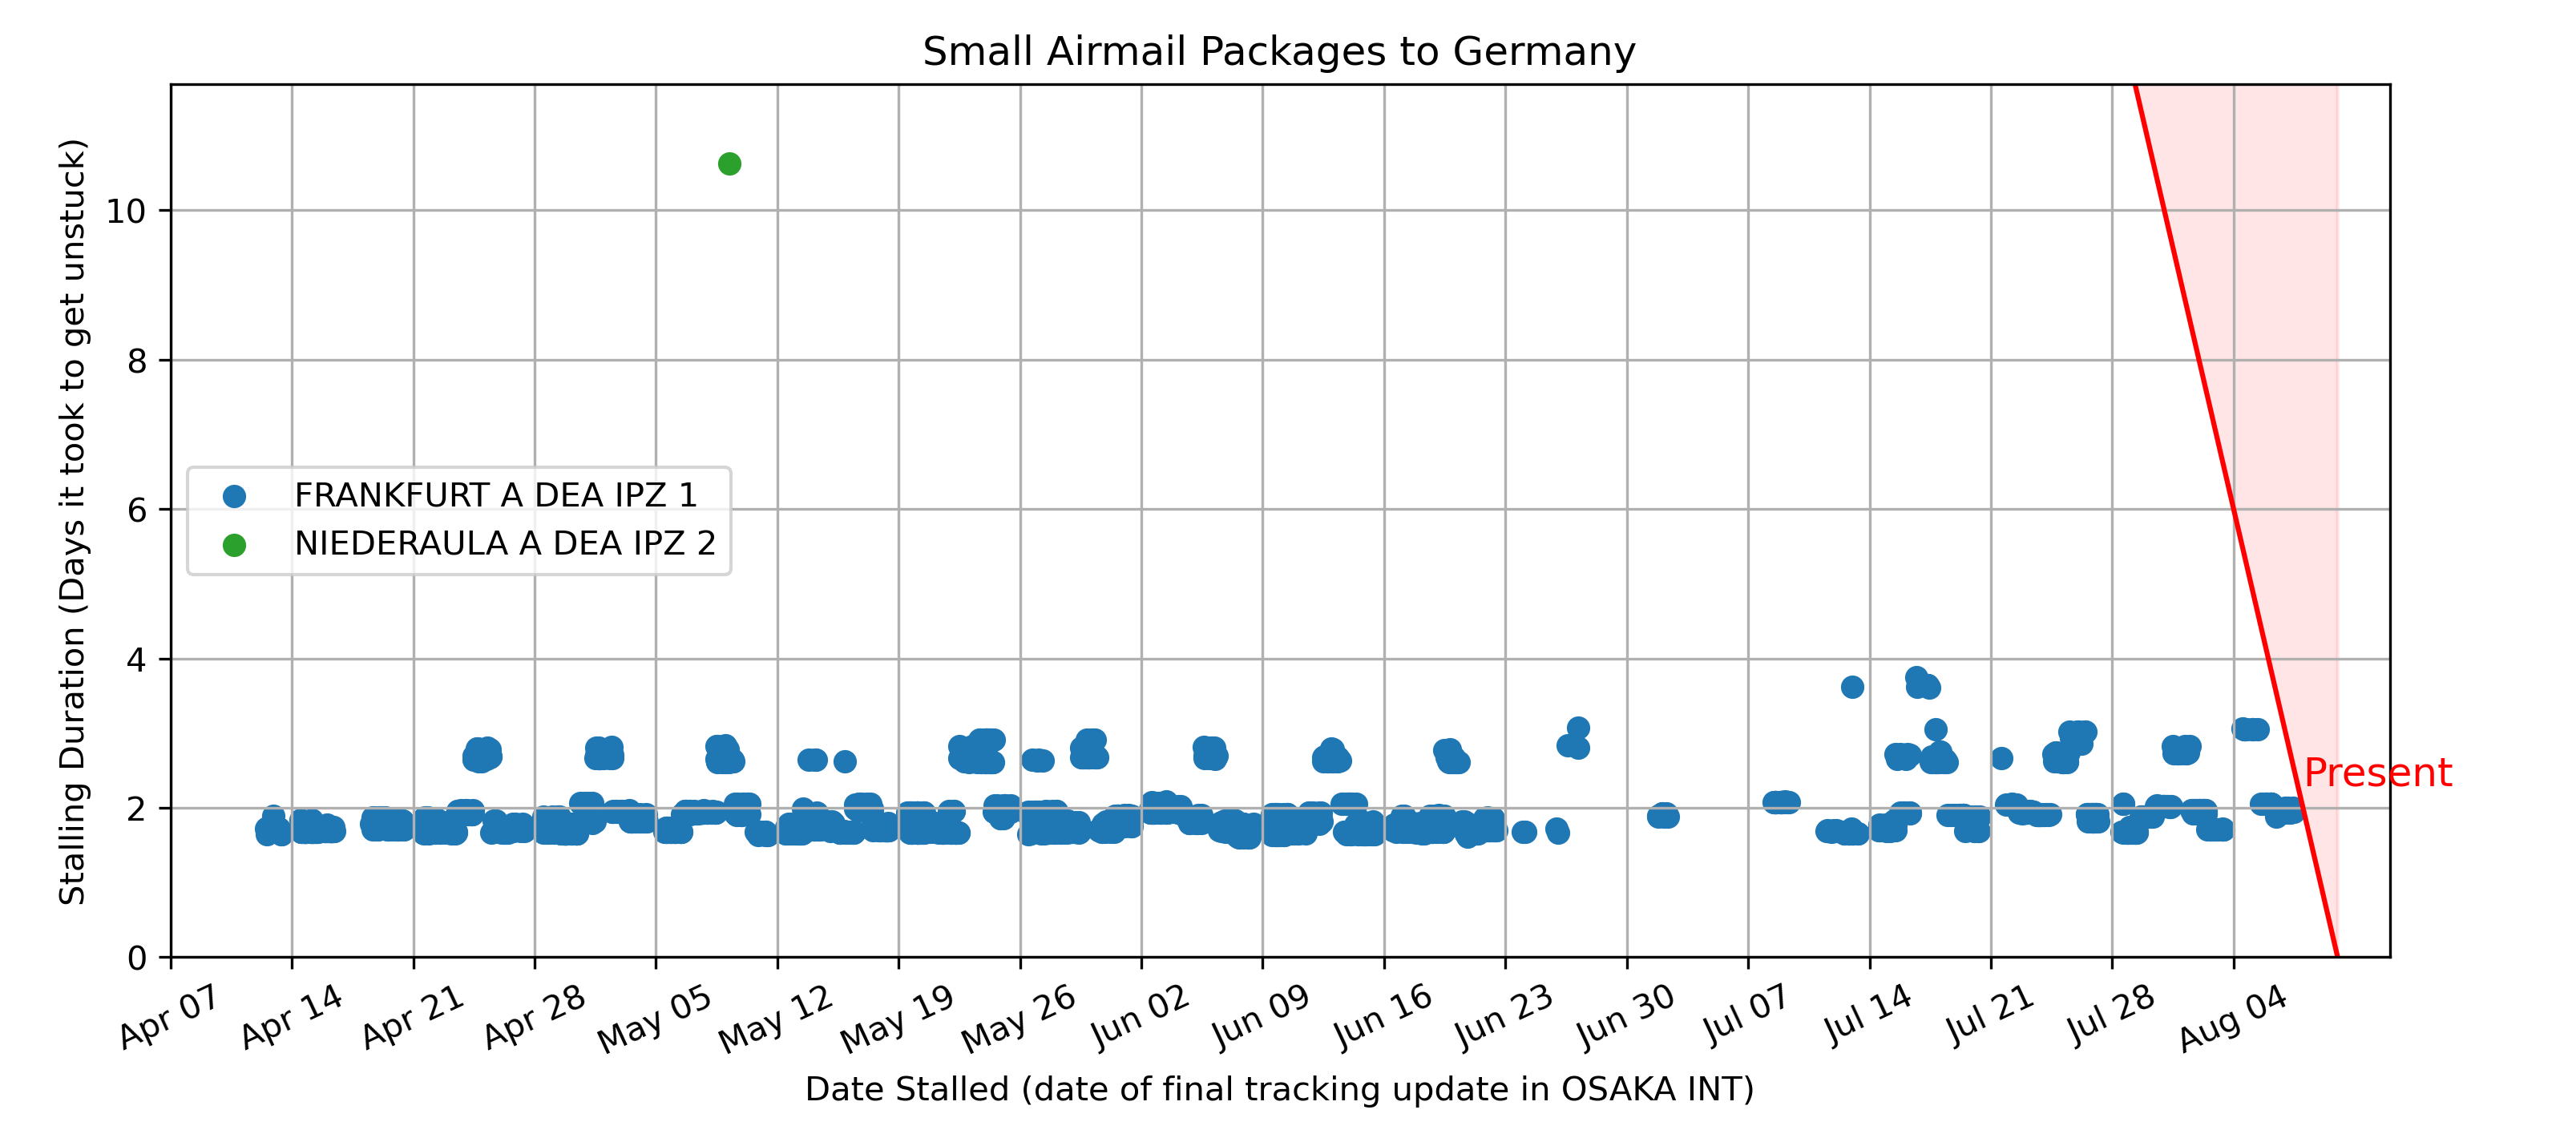 Small Airmail Packages to Germany
Stalling Duration (Days it took to get unstuck)
10
8
6
4
2
0
FRANKFURT A DEA IPZ 1
NIEDERAULA A DEA IPZ 2
Present
Apr 07
Apr 14
Apr 21
Apr 28
May 05
May 12
May 19
May 26
Jun 02
Jun 09
Jun 16
Jun 23
Jun 30
Jul 07
Jul 14
Jul 21
Jul 28
Aug 04
Date Stalled (date of final tracking update in OSAKA INT)